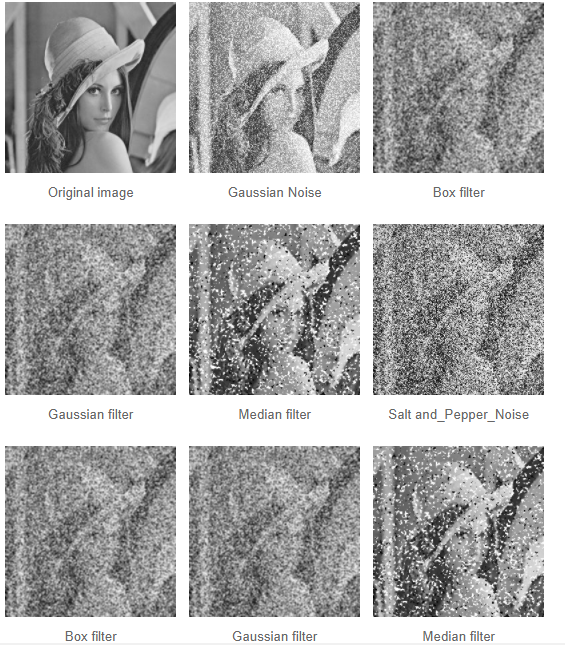 Original image
Gaussian Noise
Box filter
Gaussian filter
Median filter
Salt and_Pepper_Noise
Box filter
Gaussian filter
Median filter